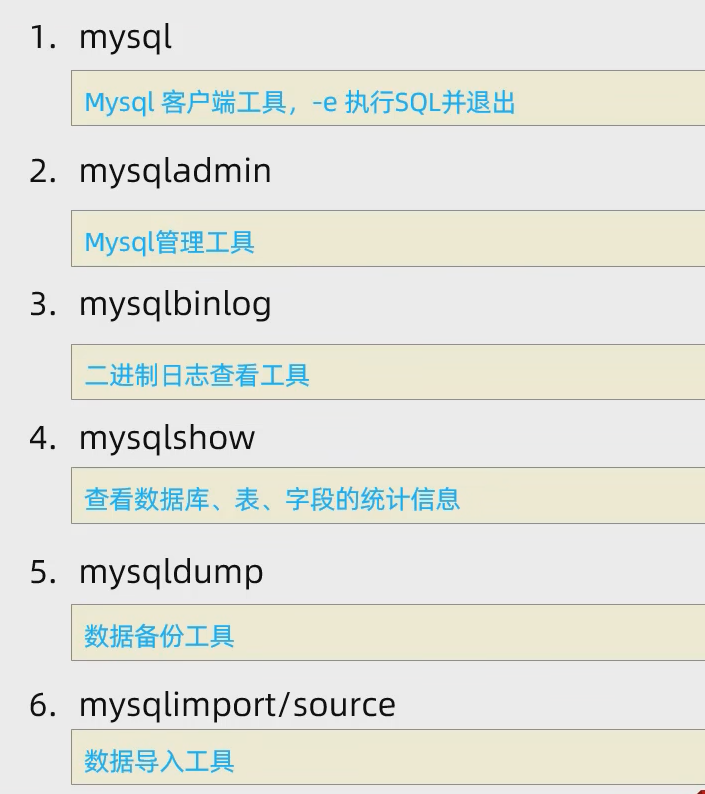 1. mysql
Mysql 客户端工具，-e 执行SQL并退出
2. mysqladmin
Mysql管理工具
3. mysqlbinlog
二进制日志查看工具
4. mysqlshow
查看数据库、表、字段的统计信息
5. mysqldump
数据备份工具
6. mysqlimport/source
数据导入工具